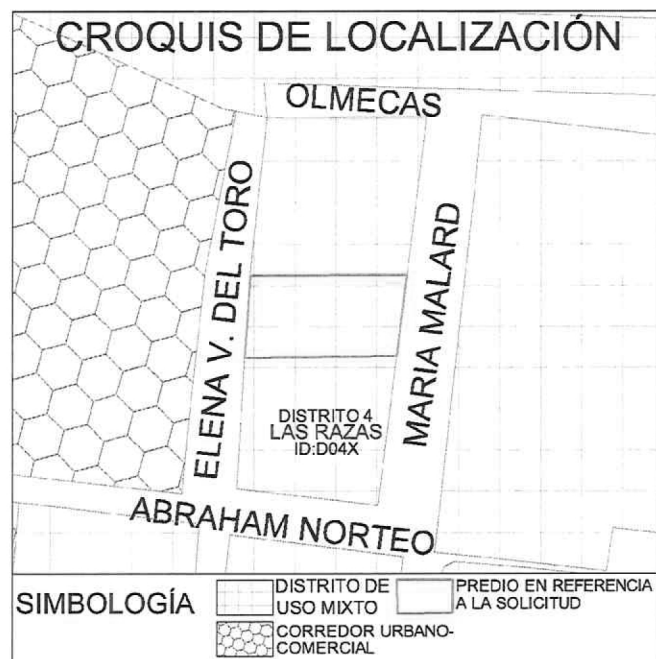 CROQUIS DE LOCALIZACIÓN
OLMECAS
ELENA V. DEL TORO
MARIA MALARD
DISTRITO 4
LAS RAZAS
ID:D04X
ABRAHAM NORTEO
SIMBOLOGÍA
DISTRITO DE
USO MIXTO
PREDIO EN REFERENCIA
A LA SOLICITUD
CORREDOR URBANO-
COMERCIAL